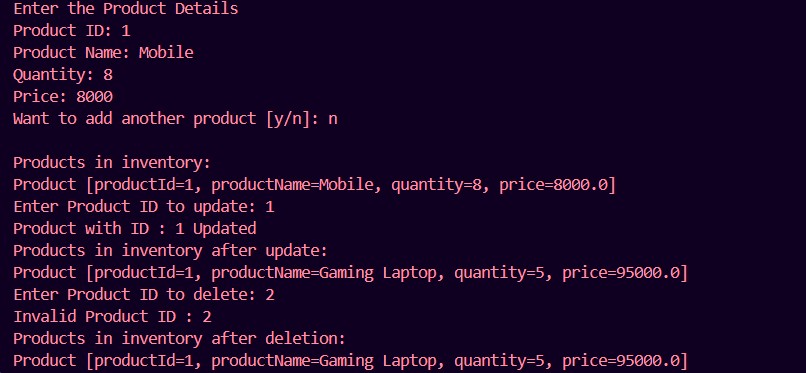 Enter the Product Details
Product ID: 1
Product Name: Mobile
Quantity: 8
Price: 8000
Want to add another product [y/n]: n

Products in inventory:
Product [productId=1, productName=Mobile, quantity=8, price=8000.0]
Enter Product ID to update: 1
Product with ID : 1 Updated
Products in inventory after update:
Product [productId=1, productName=Gaming Laptop, quantity=5, price=95000.0]
Enter Product ID to delete: 2
Invalid Product ID : 2
Products in inventory after deletion:
Product [productId=1, productName=Gaming Laptop, quantity=5, price=95000.0]